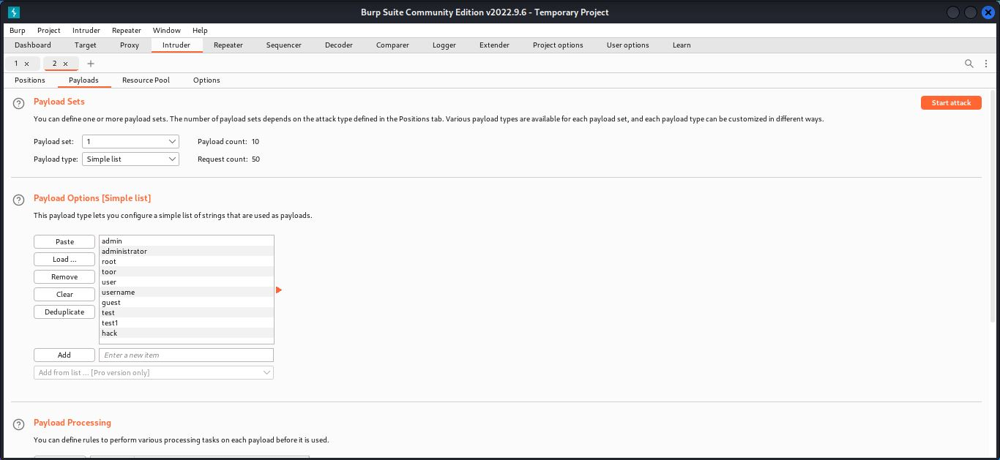 Burp Suite Community Edition v2022.9.6 - Temporary Project
Burp Project Intruder Repeater Window Help
Dashboard Target Proxy Intruder Repeater Sequencer Decoder Comparer Logger Extender Project options User options Learn
1 × 2 × +
Positions Payloads Resource Pool Options
? Payload Sets
Start attack
You can define one or more payload sets. The number of payload sets depends on the attack type defined in the Positions tab. Various payload types are available for each payload set, and each payload type can be customized in different ways.
Payload set: 1 Payload count: 10
Payload type: Simple list Request count: 50
? Payload Options [Simple list]
This payload type lets you configure a simple list of strings that are used as payloads.
Paste
Load ...
Remove
Clear
Deduplicate
admin
administrator
root
toor
user
username
guest
test
test1
hack
Add Enter a new item
Add from list ... [Pro version only]
? Payload Processing
You can define rules to perform various processing tasks on each payload before it is used.